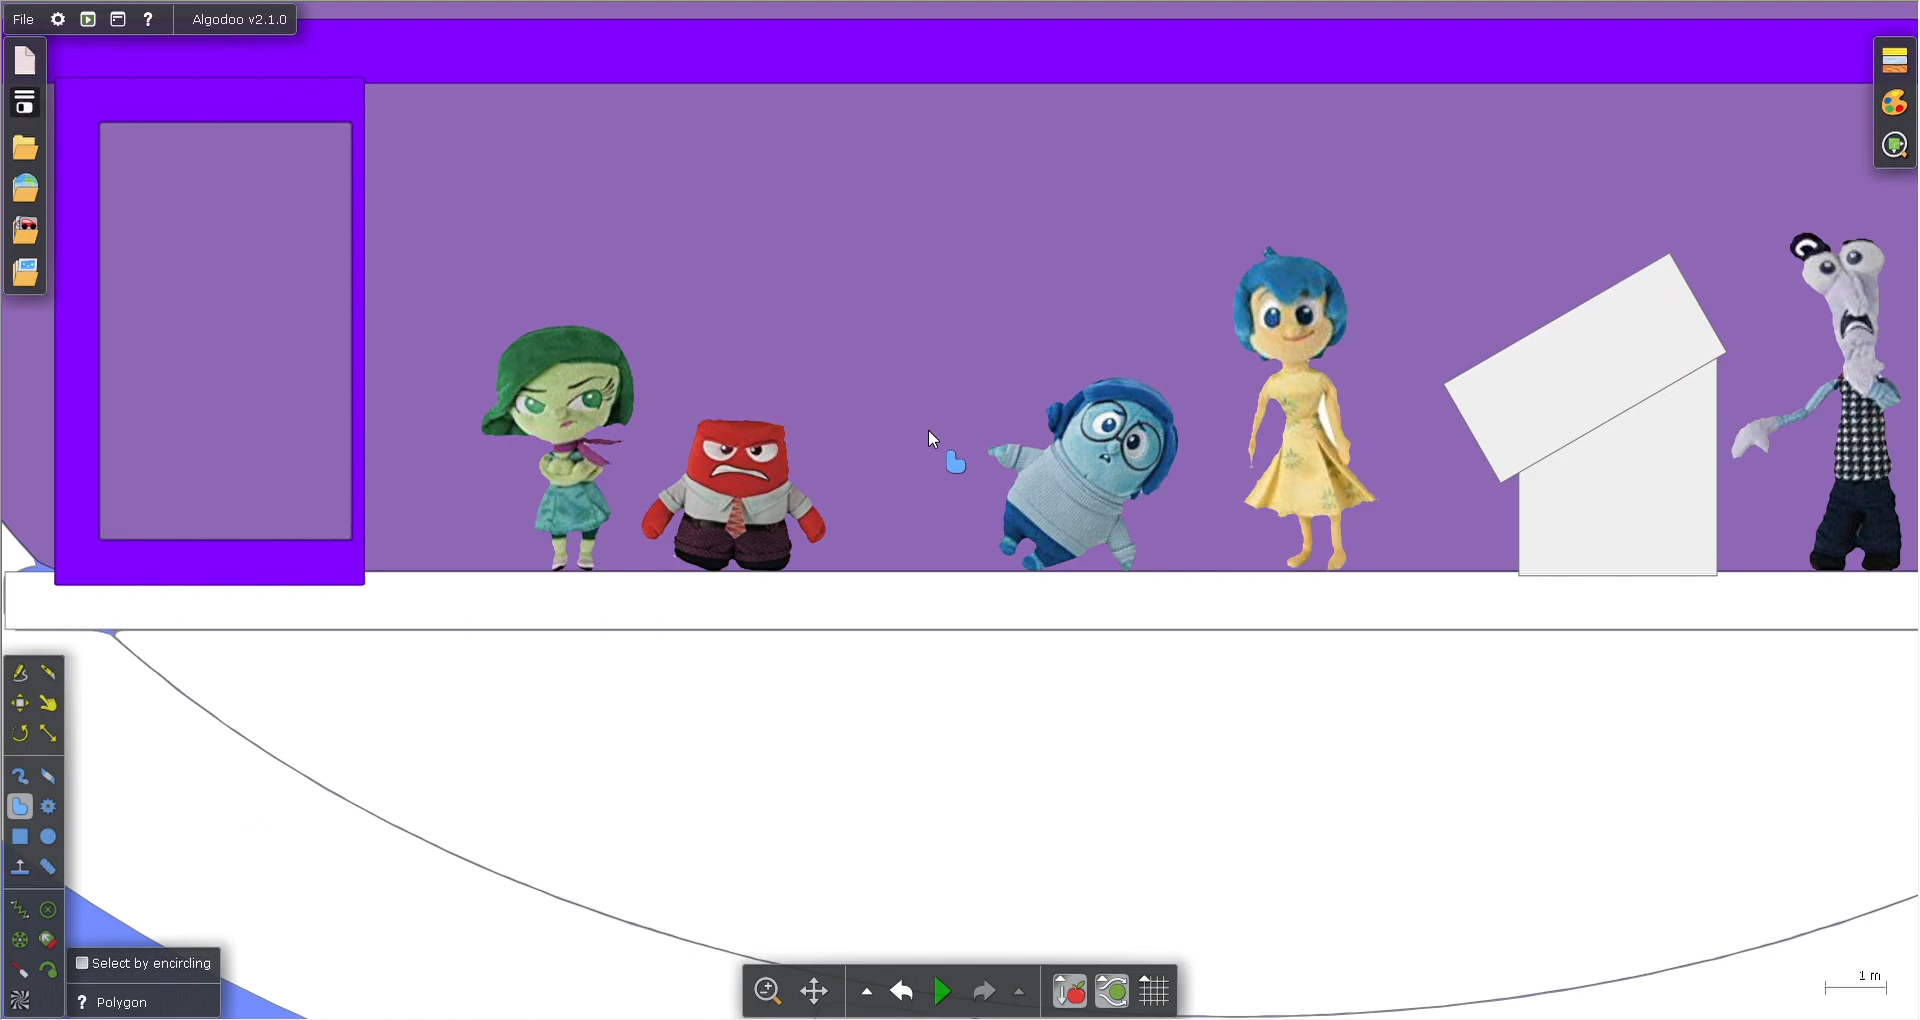 File ? Algodoo v2.1.0
Select by encircling
? Polygon
1 m